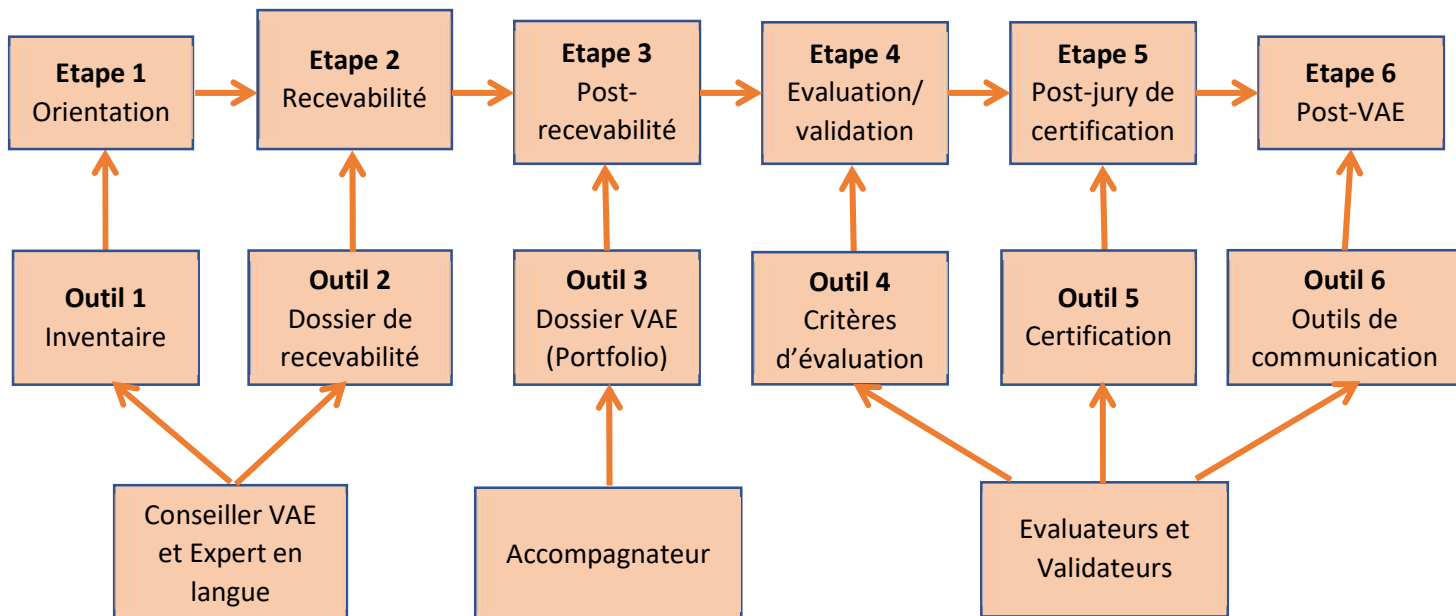 Etape 1
Orientation
Etape 2
Recevabilité
Etape 3
Post-
recevabilité
Etape 4
Evaluation/
validation
Etape 5
Post-jury de
certification
Etape 6
Post-VAE
Outil 1
Inventaire
Outil 2
Dossier de
recevabilité
Outil 3
Dossier VAE
(Portfolio)
Outil 4
Critères
d’évaluation
Outil 5
Certification
Outil 6
Outils de
communication
Conseiller VAE
et Expert en
langue
Accompagnateur
Evaluateurs et
Validateurs